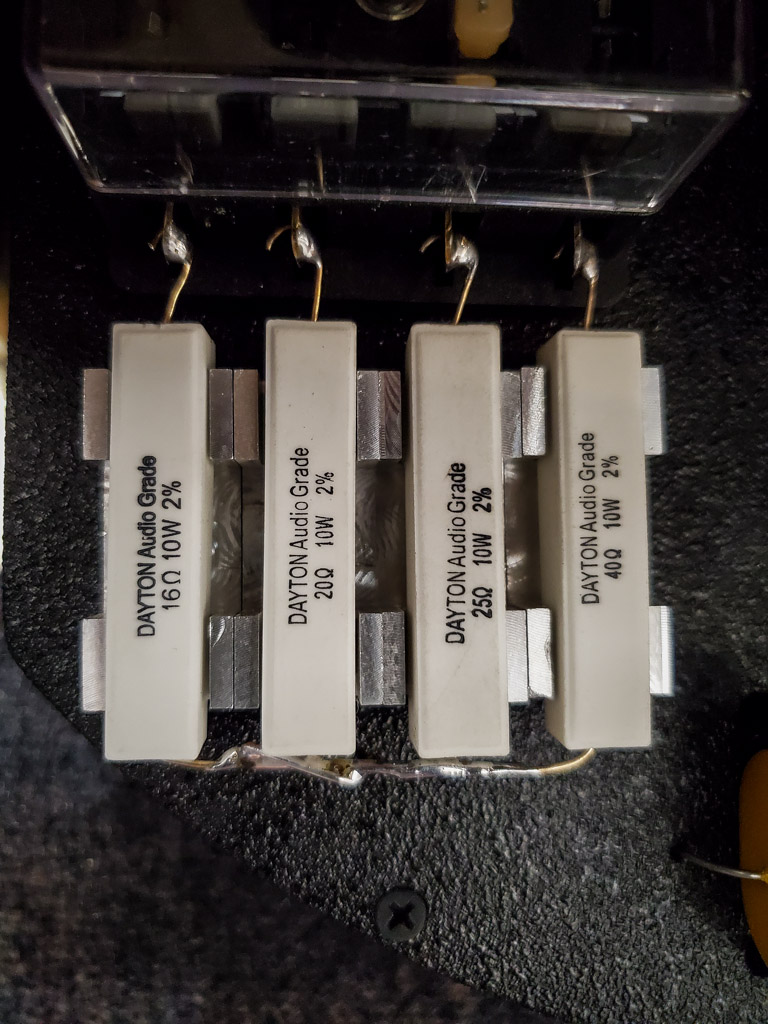 DAYTON Audio Grade
16Ω 10W 2%
DAYTON Audio Grade
20Ω 10W 2%
DAYTON Audio Grade
25Ω 10W 2%
DAYTON Audio Grade
40Ω 10W 2%